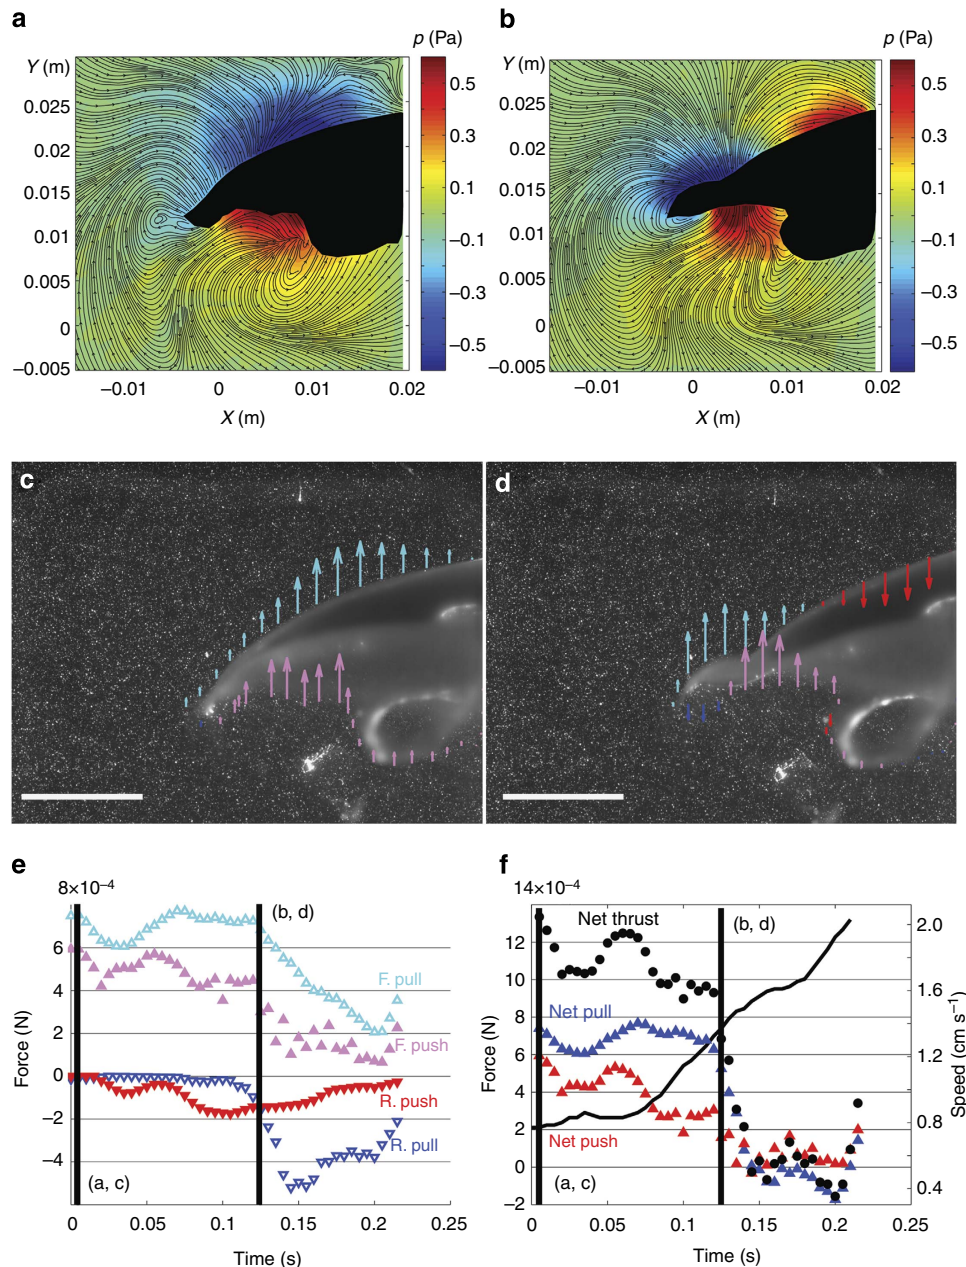 a
p (Pa)
Y (m)
0.025
0.02
0.015
0.01
0.005
0
−0.005
−0.01
0
0.01
0.02
X (m)
0.5
0.3
0.1
−0.1
−0.3
−0.5
b
p (Pa)
Y (m)
0.025
0.02
0.015
0.01
0.005
0
−0.005
−0.01
0
0.01
0.02
X (m)
0.5
0.3
0.1
−0.1
−0.3
−0.5
c
d
e
8×10⁻⁴
6
4
2
0
−2
−4
Force (N)
(b, d)
F. pull
F. push
R. push
R. pull
(a, c)
0
0.05
0.1
0.15
0.2
0.25
Time (s)
f
14×10⁻⁴
12
10
8
6
4
2
0
−2
Force (N)
Net thrust
(b, d)
Net pull
Net push
(a, c)
2.0
1.6
1.2
0.8
0.4
Speed (cm s⁻¹)
0
0.05
0.1
0.15
0.2
0.25
Time (s)